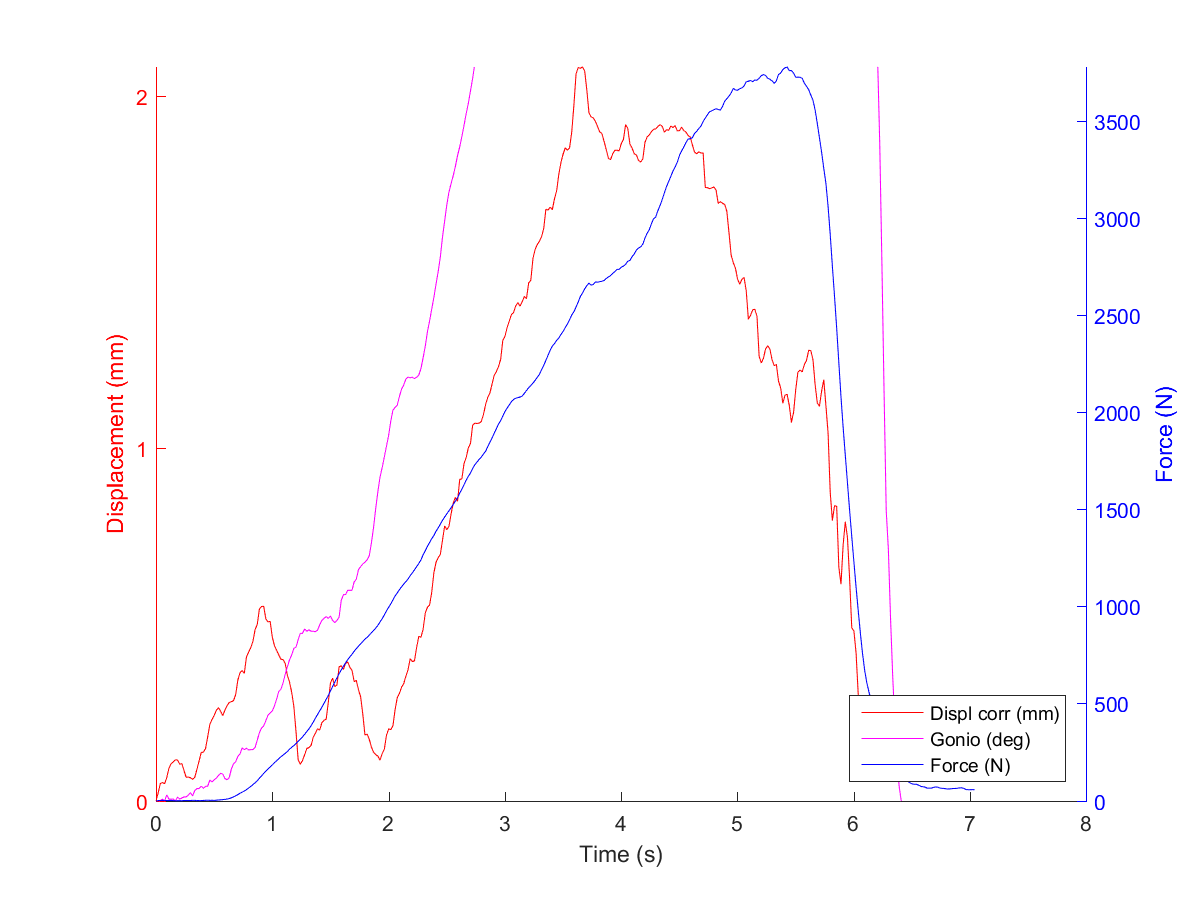 2
1
0
Displacement (mm)
3500
3000
2500
2000
1500
1000
500
0
Force (N)
Displ corr (mm)
Gonio (deg)
Force (N)
0 1 2 3 4 5 6 7 8
Time (s)